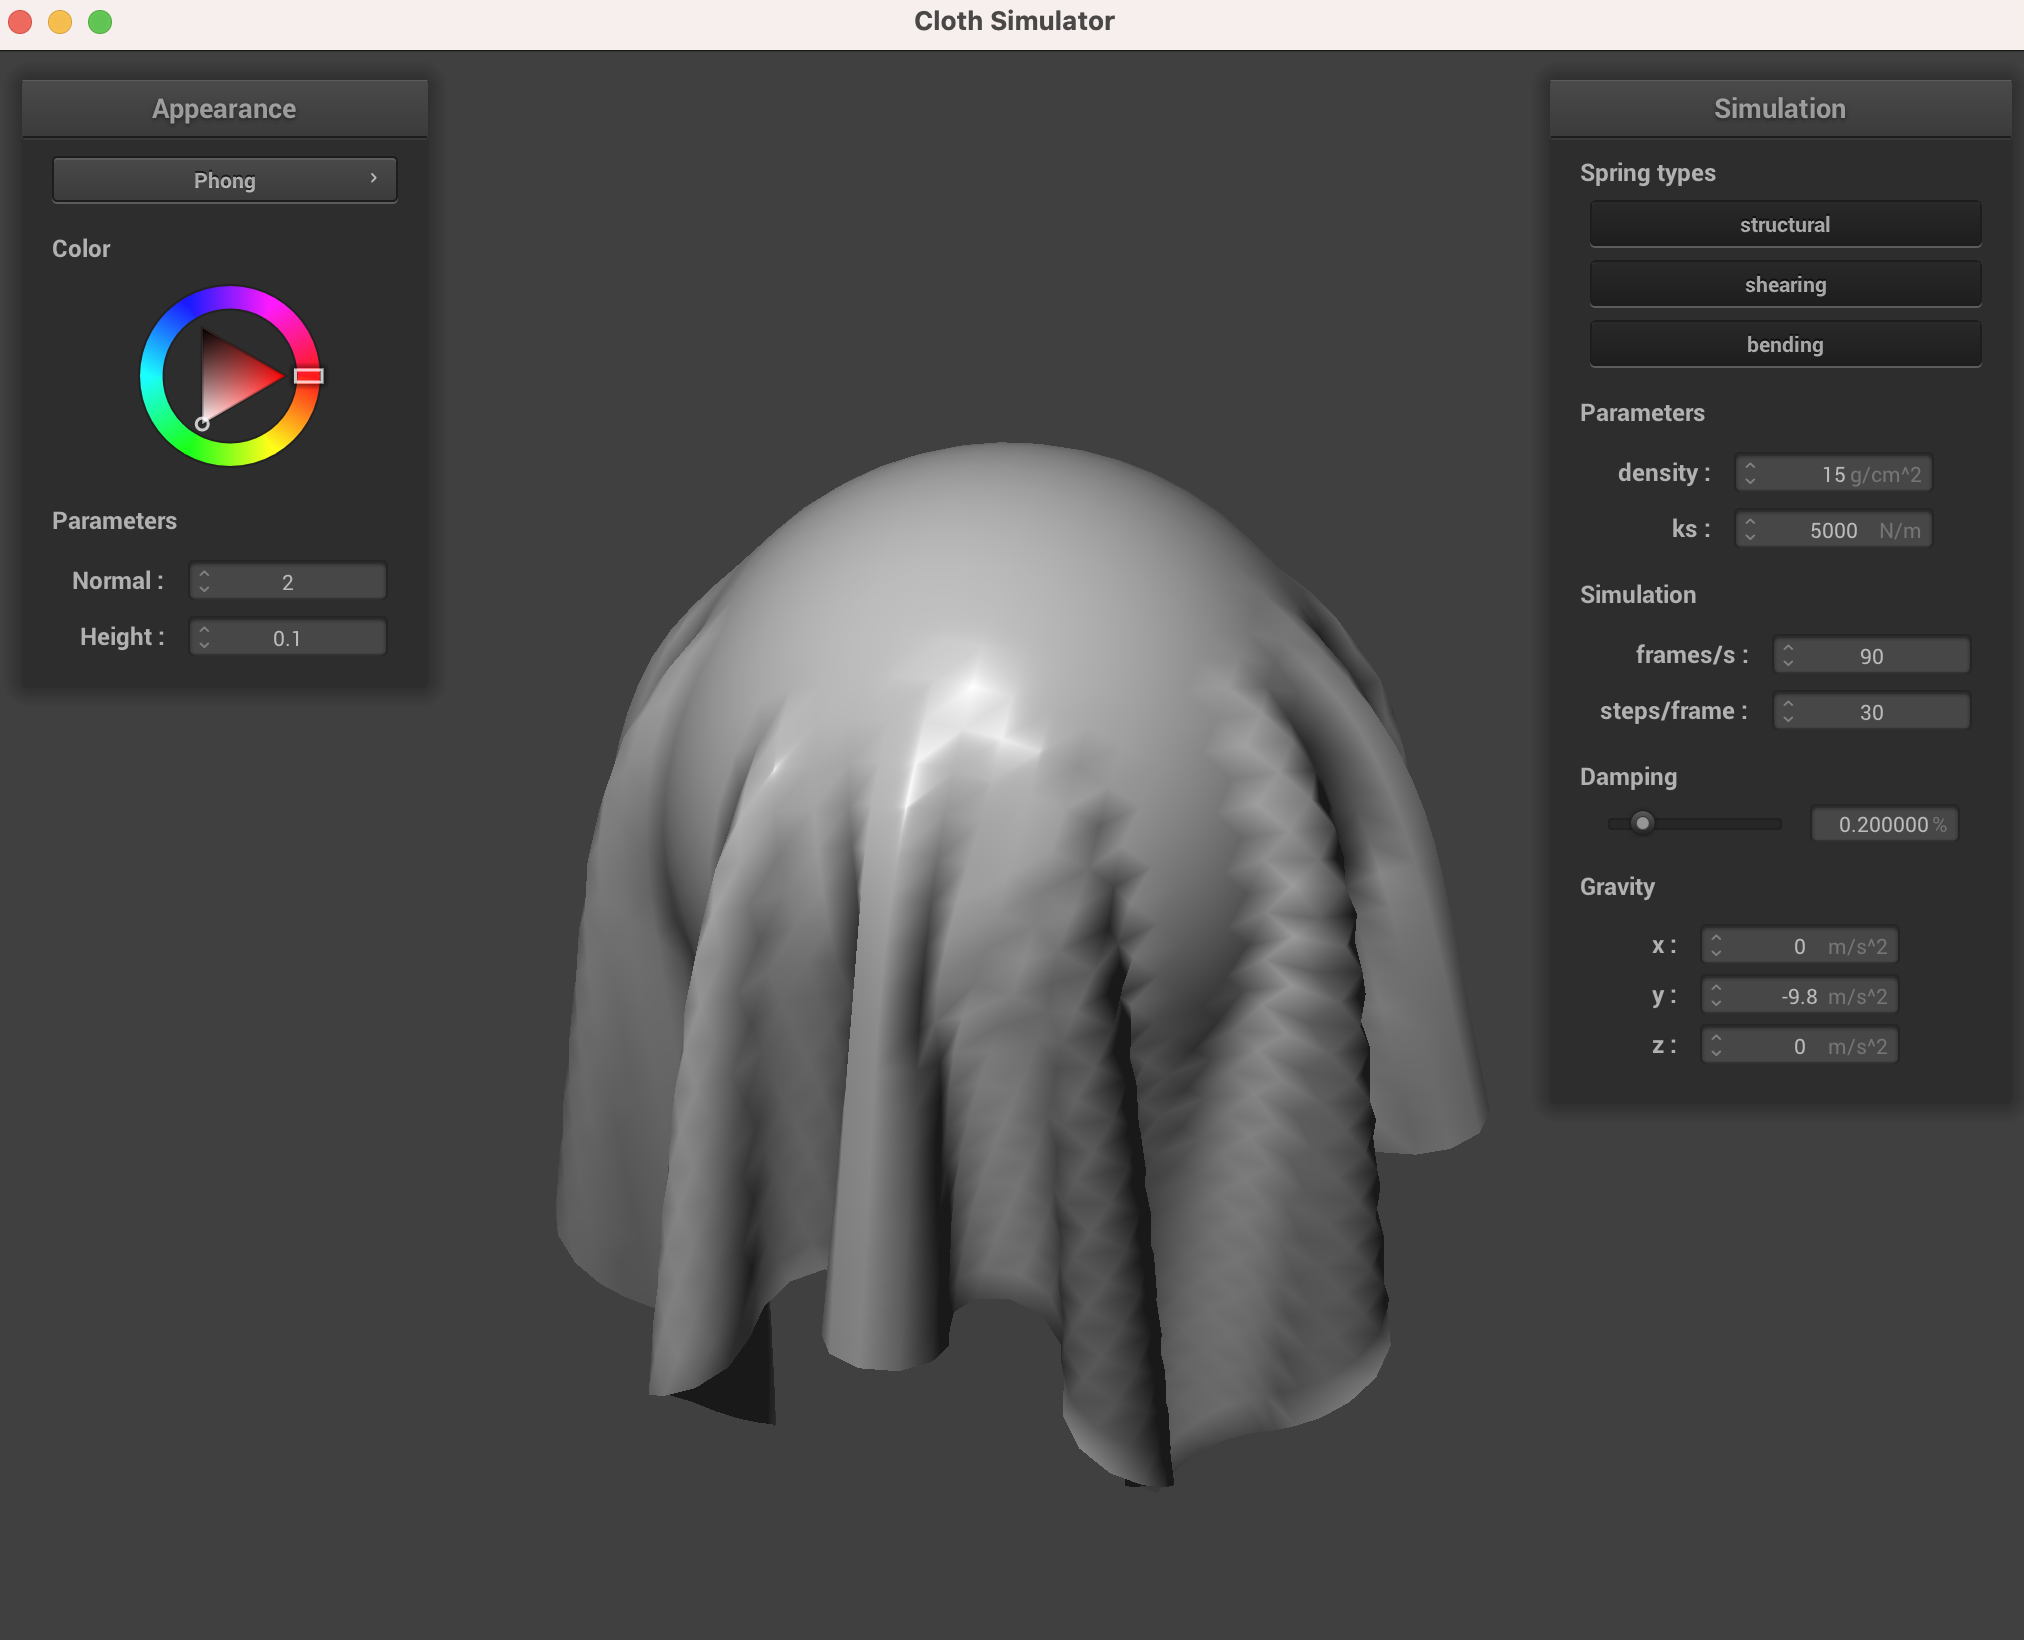 Cloth Simulator
Appearance
Phong
Color
Parameters
Normal : 2
Height : 0.1
Simulation
Spring types
structural
shearing
bending
Parameters
density : 15 g/cm^2
ks : 5000 N/m
Simulation
frames/s : 90
steps/frame : 30
Damping
0.200000 %
Gravity
x : 0 m/s^2
y : -9.8 m/s^2
z : 0 m/s^2